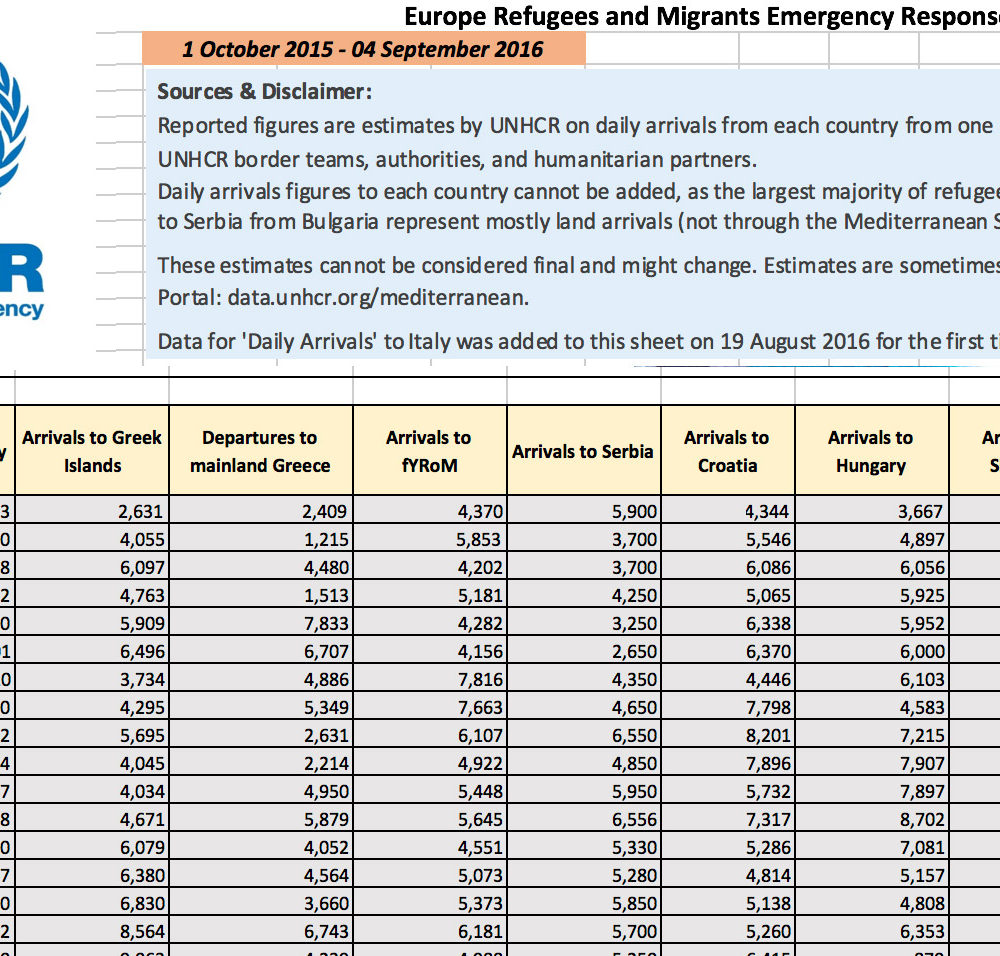 Europe Refugees and Migrants Emergency Response
1 October 2015 - 04 September 2016
Sources & Disclaimer:
Reported figures are estimates by UNHCR on daily arrivals from each country from one
UNHCR border teams, authorities, and humanitarian partners.
Daily arrivals figures to each country cannot be added, as the largest majority of refuge
to Serbia from Bulgaria represent mostly land arrivals (not through the Mediterranean S
These estimates cannot be considered final and might change. Estimates are sometimes
Portal: data.unhcr.org/mediterranean.
Data for 'Daily Arrivals' to Italy was added to this sheet on 19 August 2016 for the first ti
R
ency
y Arrivals to Greek Islands Departures to mainland Greece Arrivals to fYRoM Arrivals to Serbia Arrivals to Croatia Arrivals to Hungary Ar S
3 2,631 2,409 4,370 5,900 4,344 3,667
0 4,055 1,215 5,853 3,700 5,546 4,897
8 6,097 4,480 4,202 3,700 6,086 6,056
2 4,763 1,513 5,181 4,250 5,065 5,925
0 5,909 7,833 4,282 3,250 6,338 5,952
1 6,496 6,707 4,156 2,650 6,370 6,000
0 3,734 4,886 7,816 4,350 4,446 6,103
0 4,295 5,349 7,663 4,650 7,798 4,583
2 5,695 2,631 6,107 6,550 8,201 7,215
4 4,045 2,214 4,922 4,850 7,896 7,907
7 4,034 4,950 5,448 5,950 5,732 7,897
8 4,671 5,879 5,645 6,556 7,317 8,702
0 6,079 4,052 4,551 5,330 5,286 7,081
7 6,380 4,564 5,073 5,280 4,814 5,157
0 6,830 3,660 5,373 5,850 5,138 4,808
2 8,564 6,743 6,181 5,700 5,260 6,353